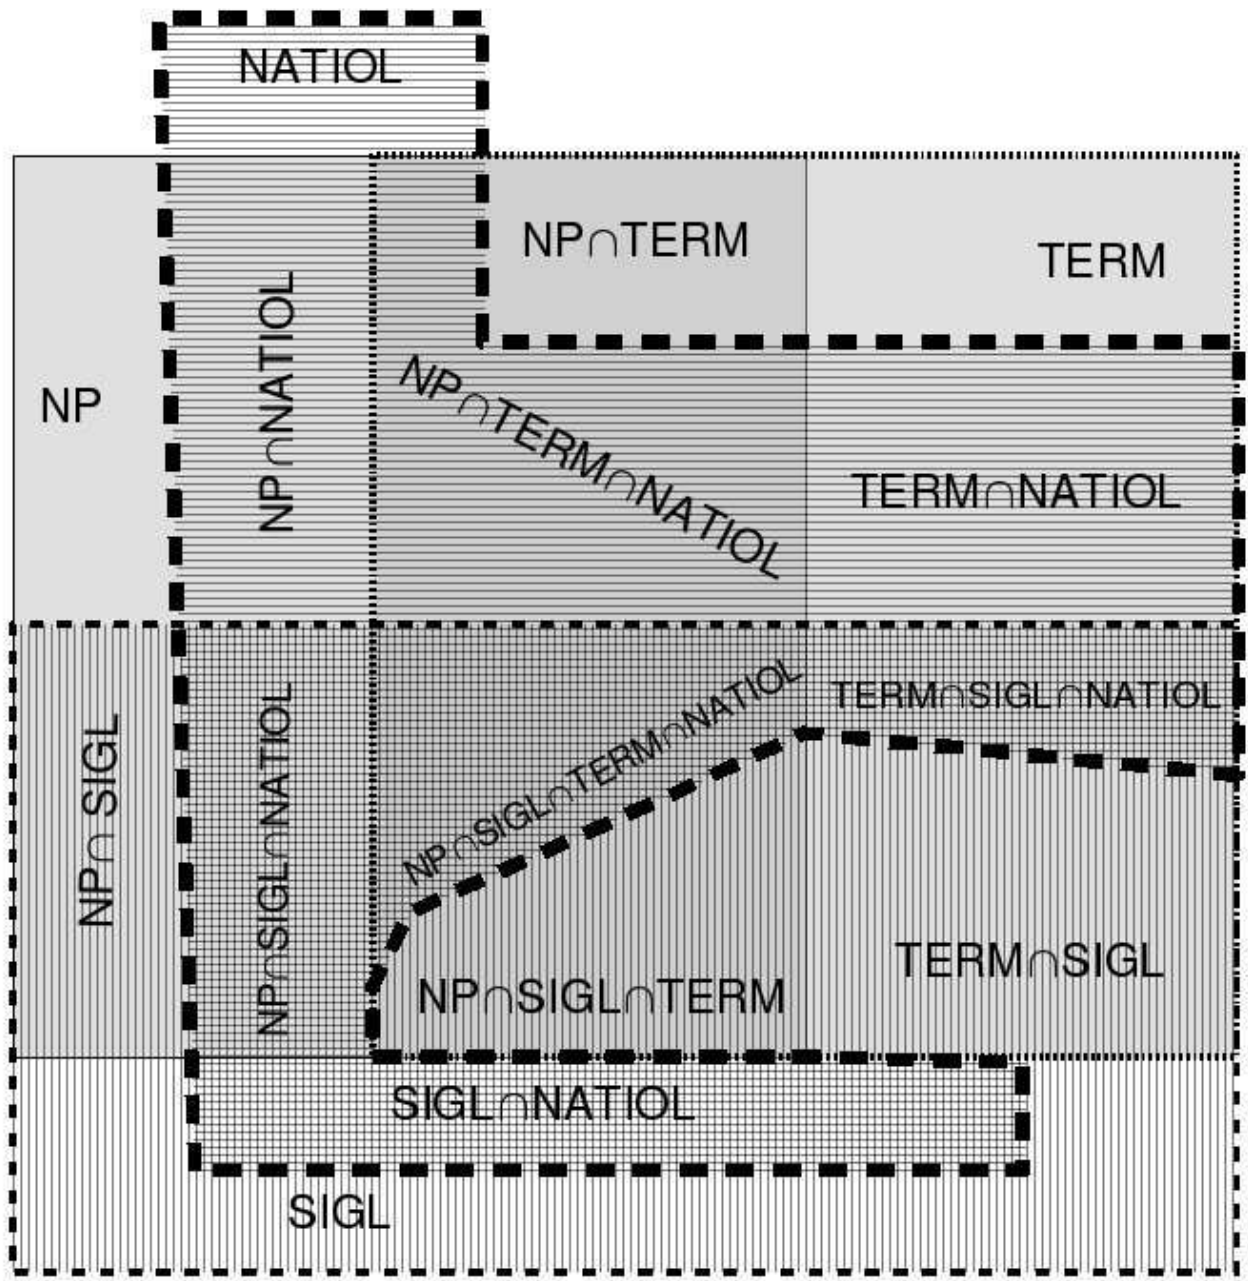 NATIOL
NP∩TERM
TERM
NP
NP∩NATIOL
NP∩TERM∩NATIOL
TERM∩NATIOL
NP∩SIGL
NP∩SIGL∩NATIOL
NP∩SIGL∩TERM∩NATIOL
TERM∩SIGL∩NATIOL
NP∩SIGL∩TERM
TERM∩SIGL
SIGL∩NATIOL
SIGL